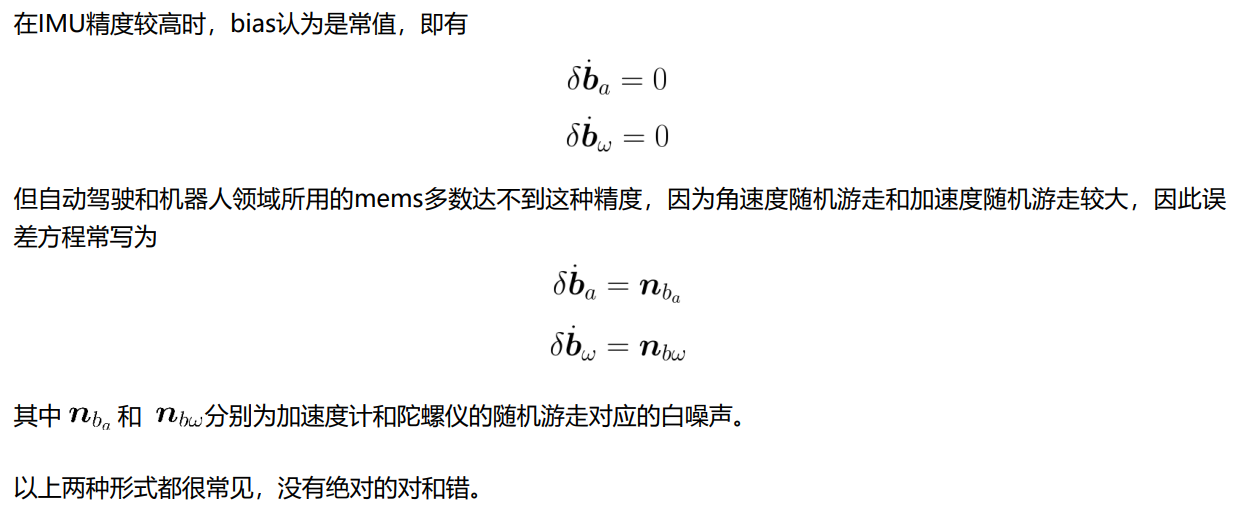 在IMU精度较高时，bias认为是常值，即有
$\delta\dot{\boldsymbol{b}}_a = 0$
$\delta\dot{\boldsymbol{b}}_\omega = 0$
但自动驾驶和机器人领域所用的mems多数达不到这种精度，因为角速度随机游走和加速度随机游走较大，因此误
差方程常写为
$\delta\dot{\boldsymbol{b}}_a = \boldsymbol{n}_{b_a}$
$\delta\dot{\boldsymbol{b}}_\omega = \boldsymbol{n}_{b\omega}$
其中 $\boldsymbol{n}_{b_a}$ 和 $\boldsymbol{n}_{b\omega}$分别为加速度计和陀螺仪的随机游走对应的白噪声。
以上两种形式都很常见，没有绝对的对和错。